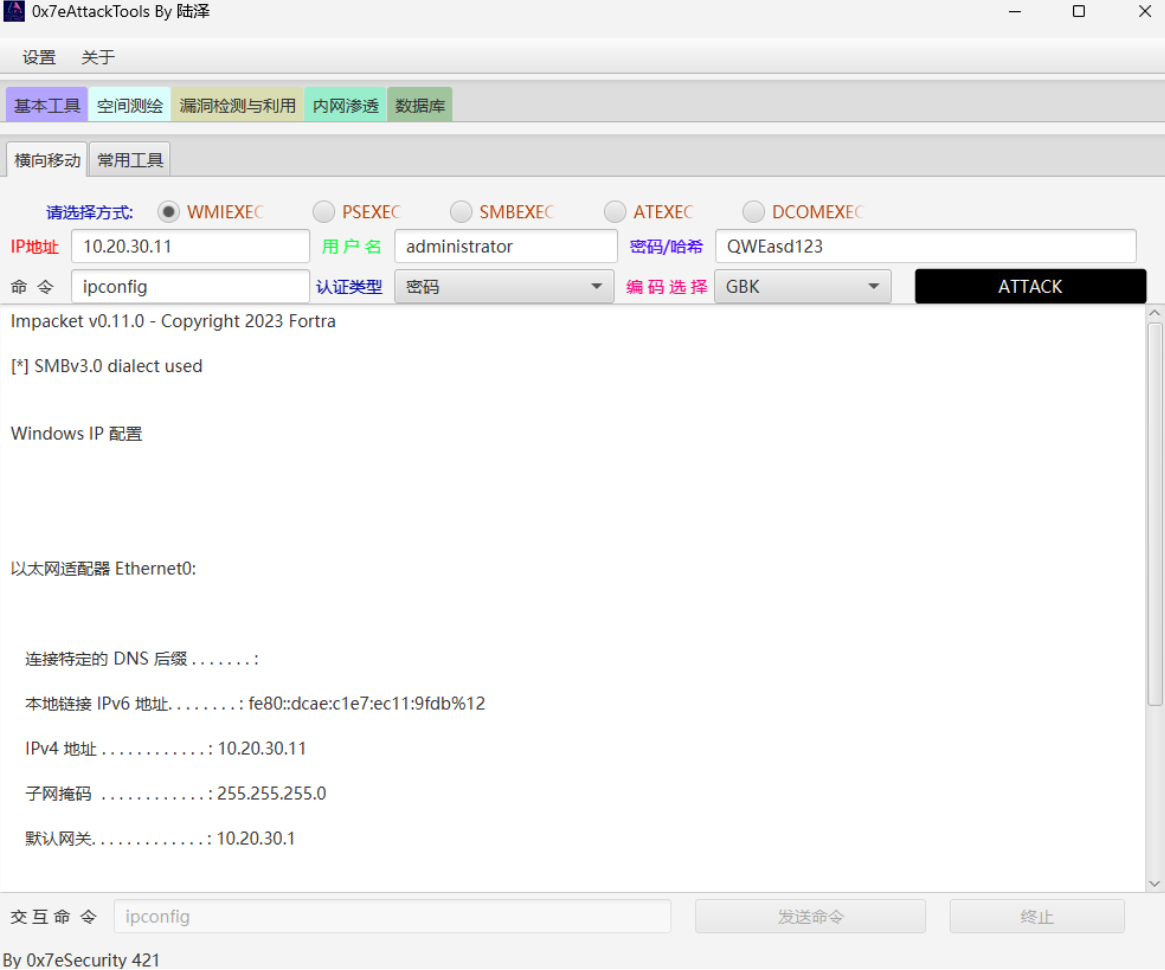 0x7eAttackTools By 陆泽
设置 关于
基本工具 空间测绘 漏洞检测与利用 内网渗透 数据库
横向移动 常用工具
请选择方式: WMIEXEC PSEXEC SMBEXEC ATEXEC DCOMEXEC
IP地址 10.20.30.11 用 户 名 administrator 密码/哈希 QWEasd123
命 令 ipconfig 认证类型 密码 编 码 选 择 GBK ATTACK
Impacket v0.11.0 - Copyright 2023 Fortra
[*] SMBv3.0 dialect used
Windows IP 配置
以太网适配器 Ethernet0:
连接特定的 DNS 后缀 . . . . . . . :
本地链接 IPv6 地址. . . . . . . . : fe80::dcae:c1e7:ec11:9fdb%12
IPv4 地址 . . . . . . . . . . . . : 10.20.30.11
子网掩码 . . . . . . . . . . . . : 255.255.255.0
默认网关. . . . . . . . . . . . . : 10.20.30.1
交 互 命 令 ipconfig 发送命令 终止
By 0x7eSecurity 421